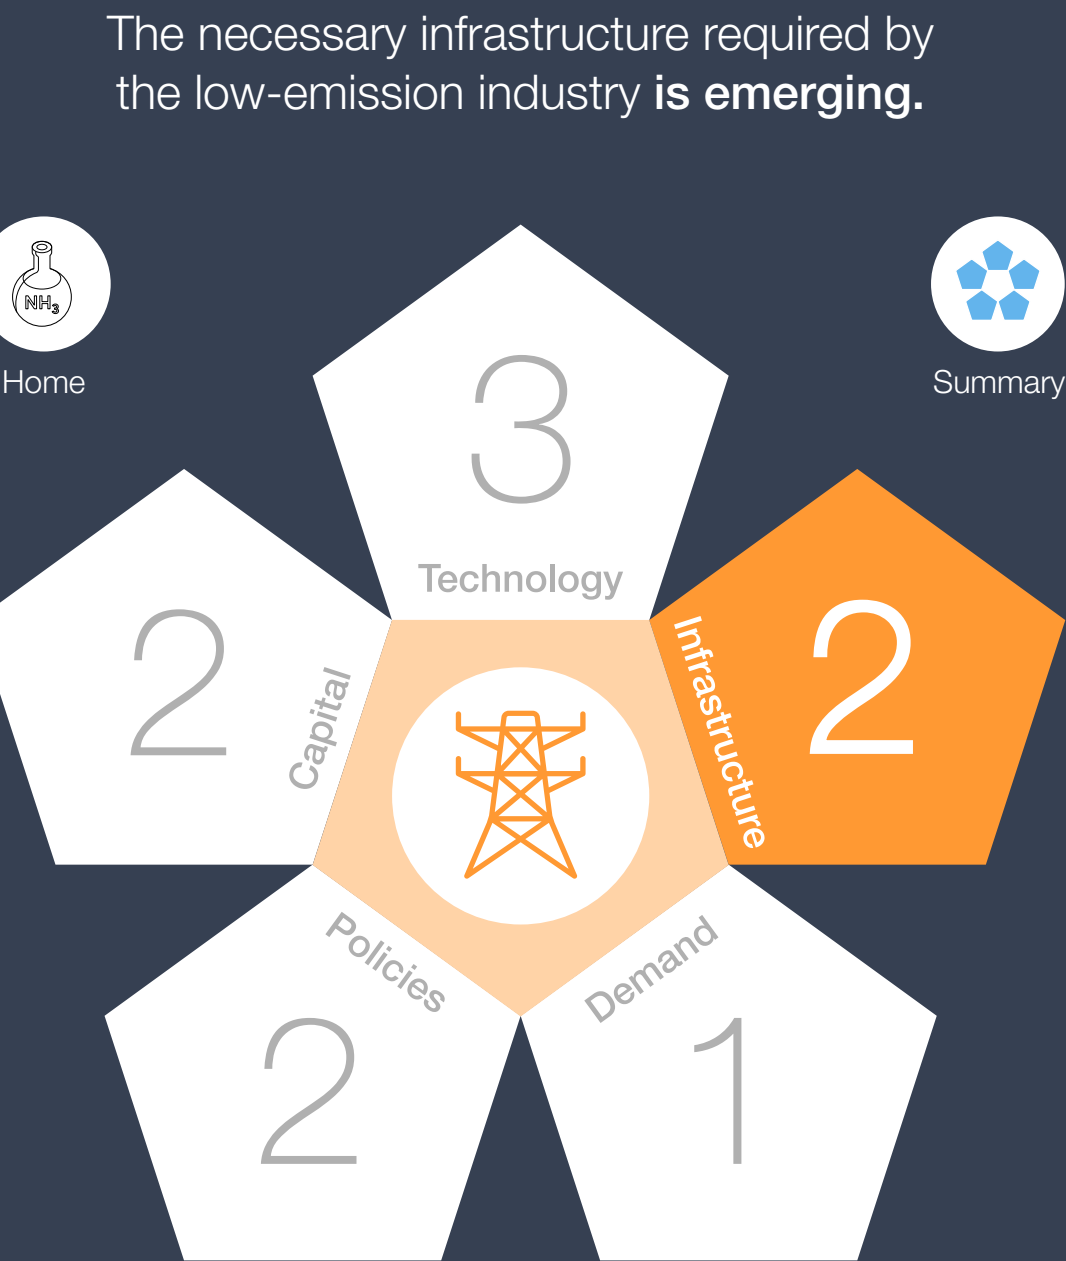 The necessary infrastructure required by
the low-emission industry is emerging.
NH3
Home
Summary
3
Technology
2
Capital
2
Infrastructure
2
Policies
1
Demand